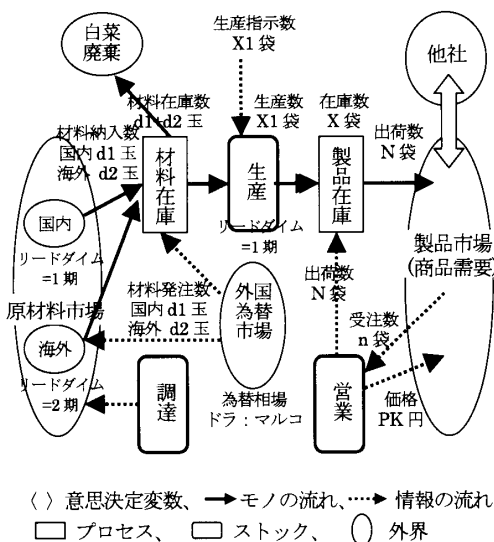 白菜
廃棄
生産指示数
X1 袋
他社
材料在庫数
d1+d2 玉
生産数
X1 袋
在庫数
X 袋
出荷数
N 袋
材料納入数
国内 d1 玉
海外 d2 玉
材料在庫
生産
製品在庫
国内
リードタイム
=1 期
リードダイム
=1 期
製品市場
(商品需要)
原材料市場
材料発注数
国内 d1 玉
海外 d2 玉
外国
為替
市場
出荷数
N 袋
受注数
n 袋
海外
リードダイム
=2 期
調達
為替相場
ドラ：マルコ
営業
価格
PK 円
〈 〉意思決定変数、 モノの流れ、 情報の流れ
プロセス、 ストック、 外界